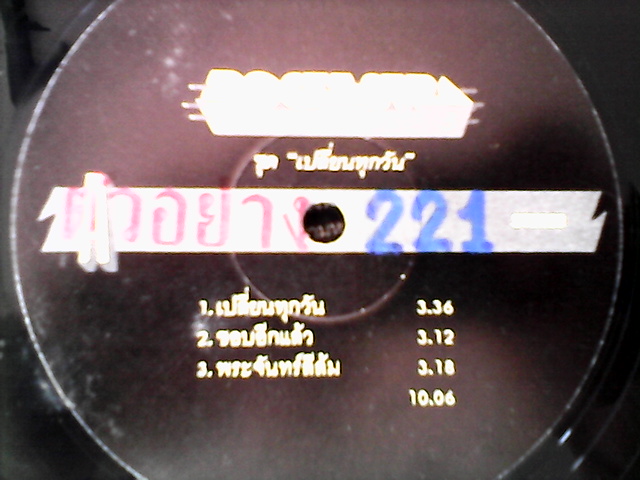 ชุด "เปลี่ยนทุกวัน"
ตัวอย่าง 221
1. เปลี่ยนทุกวัน 3.36
2. ชอบอีกแล้ว 3.12
3. พระจันทร์สีส้ม 3.18
10.06